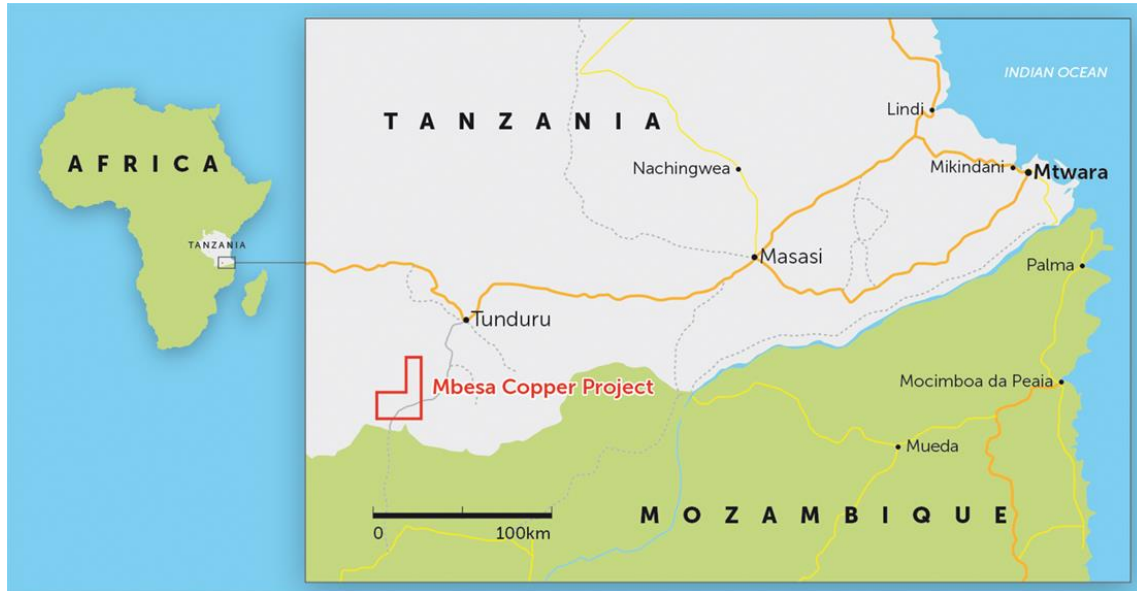 AFRICA
TANZANIA
TANZANIA
INDIAN OCEAN
Lindi
Nachingwea
Mikindani
Mtwara
Masasi
Palma
Tunduru
Mbesa Copper Project
Mocimboa da Peaia
Mueda
MOZAMBIQUE
0 100km